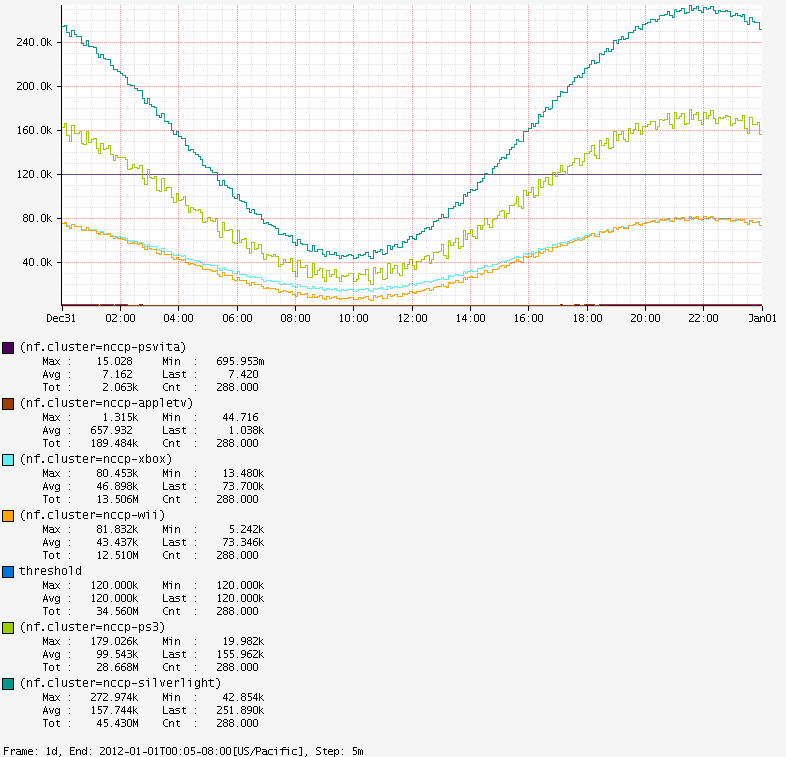 240.0k
200.0k
160.0k
120.0k
80.0k
40.0k
Dec31 02:00 04:00 06:00 08:00 10:00 12:00 14:00 16:00 18:00 20:00 22:00 Jan01
(nf.cluster=nccp-psvita)
Max : 15.028 Min : 695.953m
Avg : 7.162 Last : 7.420
Tot : 2.063k Cnt : 288.000
(nf.cluster=nccp-appletv)
Max : 1.315k Min : 44.716
Avg : 657.932 Last : 1.038k
Tot : 189.484k Cnt : 288.000
(nf.cluster=nccp-xbox)
Max : 80.453k Min : 13.480k
Avg : 46.898k Last : 73.700k
Tot : 13.506M Cnt : 288.000
(nf.cluster=nccp-wii)
Max : 81.832k Min : 5.242k
Avg : 43.437k Last : 73.346k
Tot : 12.510M Cnt : 288.000
threshold
Max : 120.000k Min : 120.000k
Avg : 120.000k Last : 120.000k
Tot : 34.560M Cnt : 288.000
(nf.cluster=nccp-ps3)
Max : 179.026k Min : 19.982k
Avg : 99.543k Last : 155.962k
Tot : 28.668M Cnt : 288.000
(nf.cluster=nccp-silverlight)
Max : 272.974k Min : 42.854k
Avg : 157.744k Last : 251.890k
Tot : 45.430M Cnt : 288.000
Frame: 1d, End: 2012-01-01T00:05-08:00[US/Pacific], Step: 5m